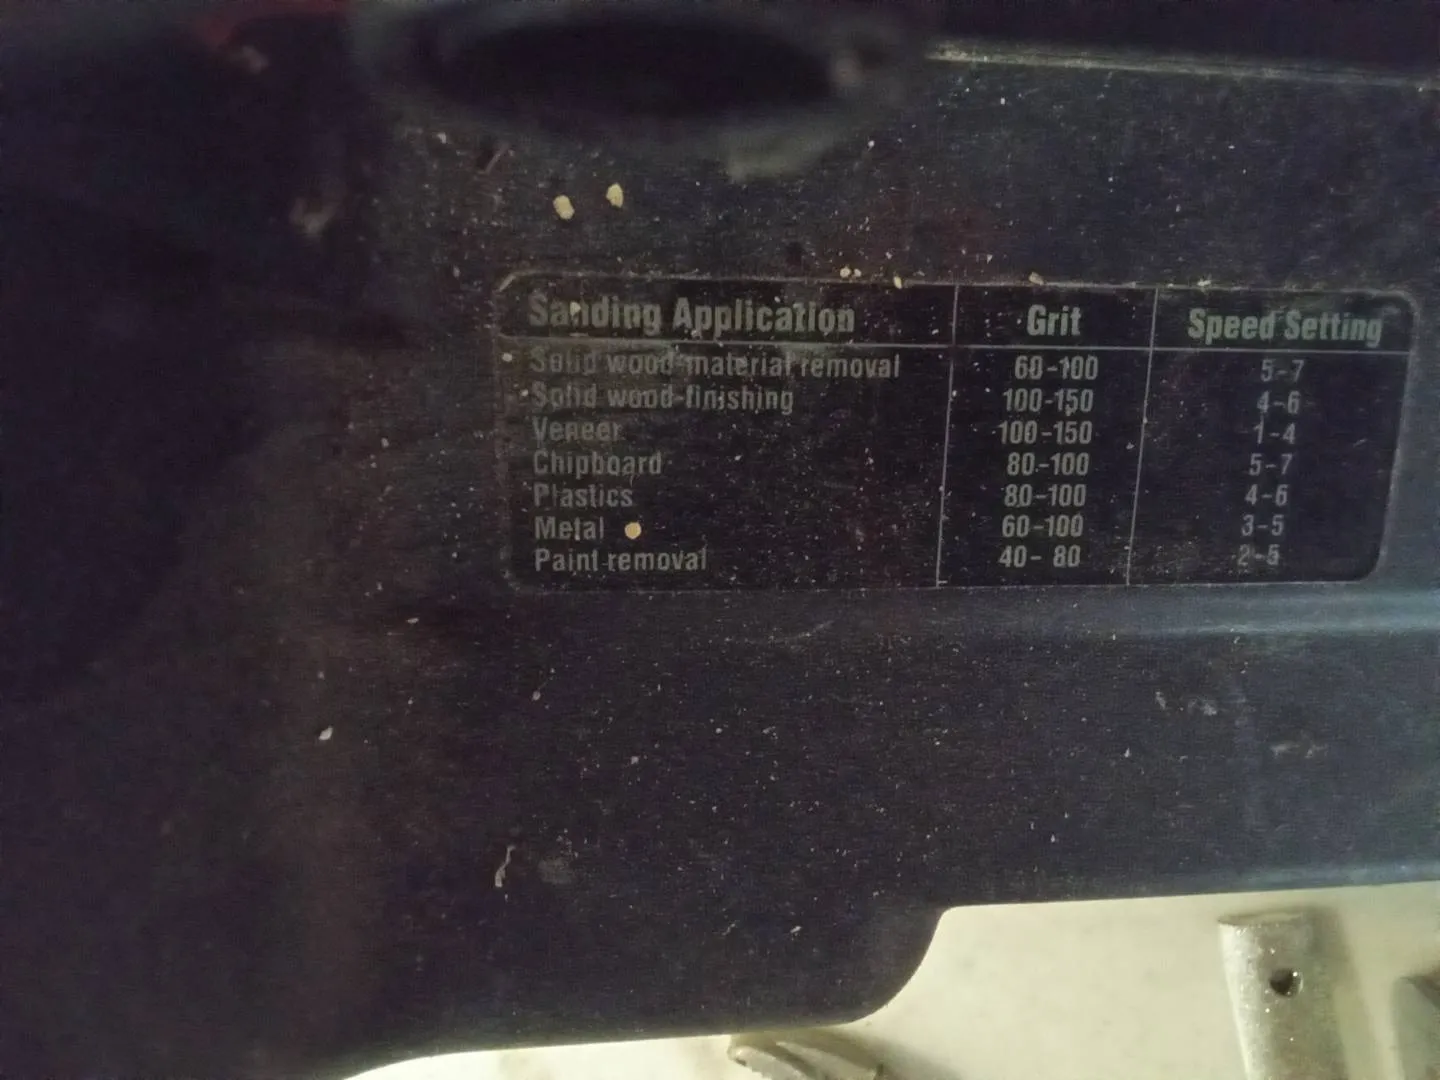 Sanding Application Grit Speed Setting
Solid wood-material removal 60-100 5-7
Solid wood-finishing 100-150 4-6
Veneer 100-150 1-4
Chipboard 80-100 5-7
Plastics 80-100 4-6
Metal 60-100 3-5
Paint removal 40-80 2-5